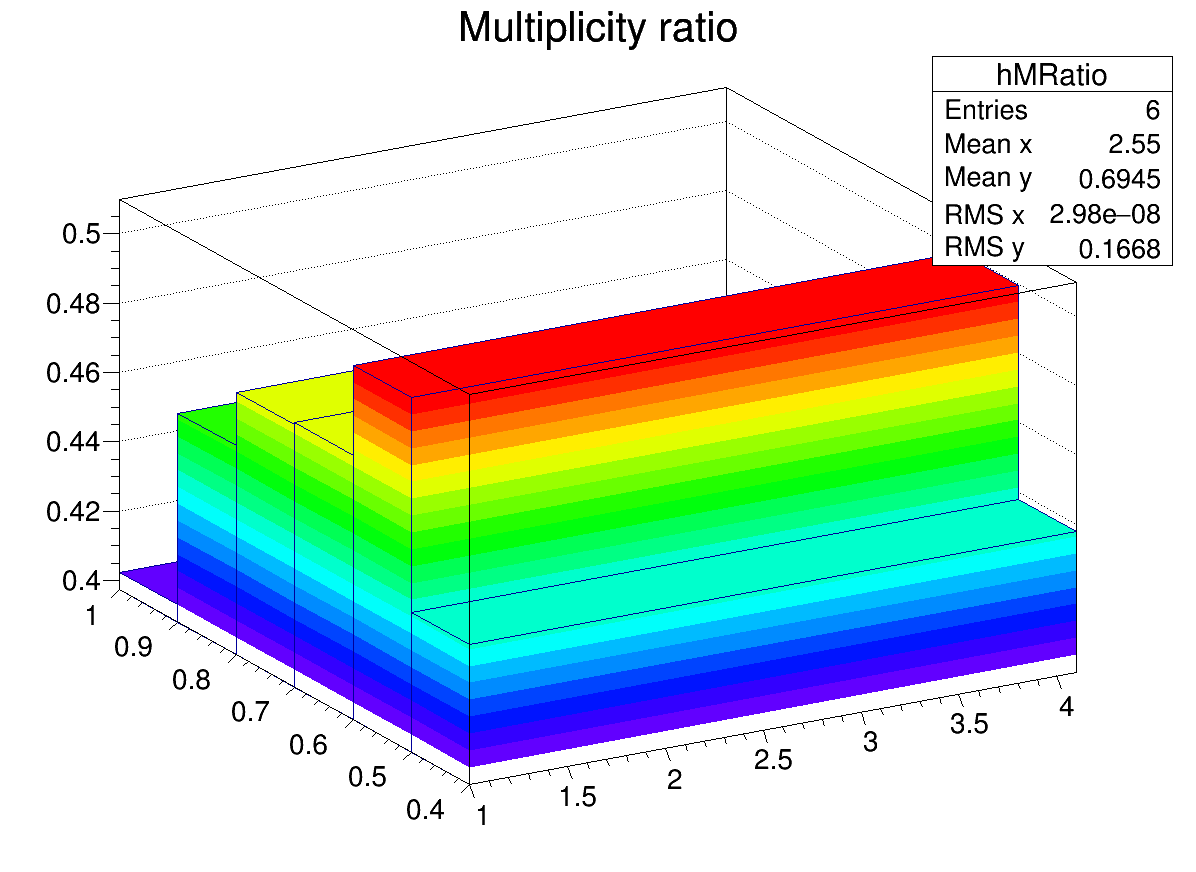 Multiplicity ratio
hMRatio
Entries 6
Mean x 2.55
Mean y 0.6945
RMS x 2.98e−08
RMS y 0.1668
0.5
0.48
0.46
0.44
0.42
0.4
1
0.9
0.8
0.7
0.6
0.5
0.4
1
1.5
2
2.5
3
3.5
4